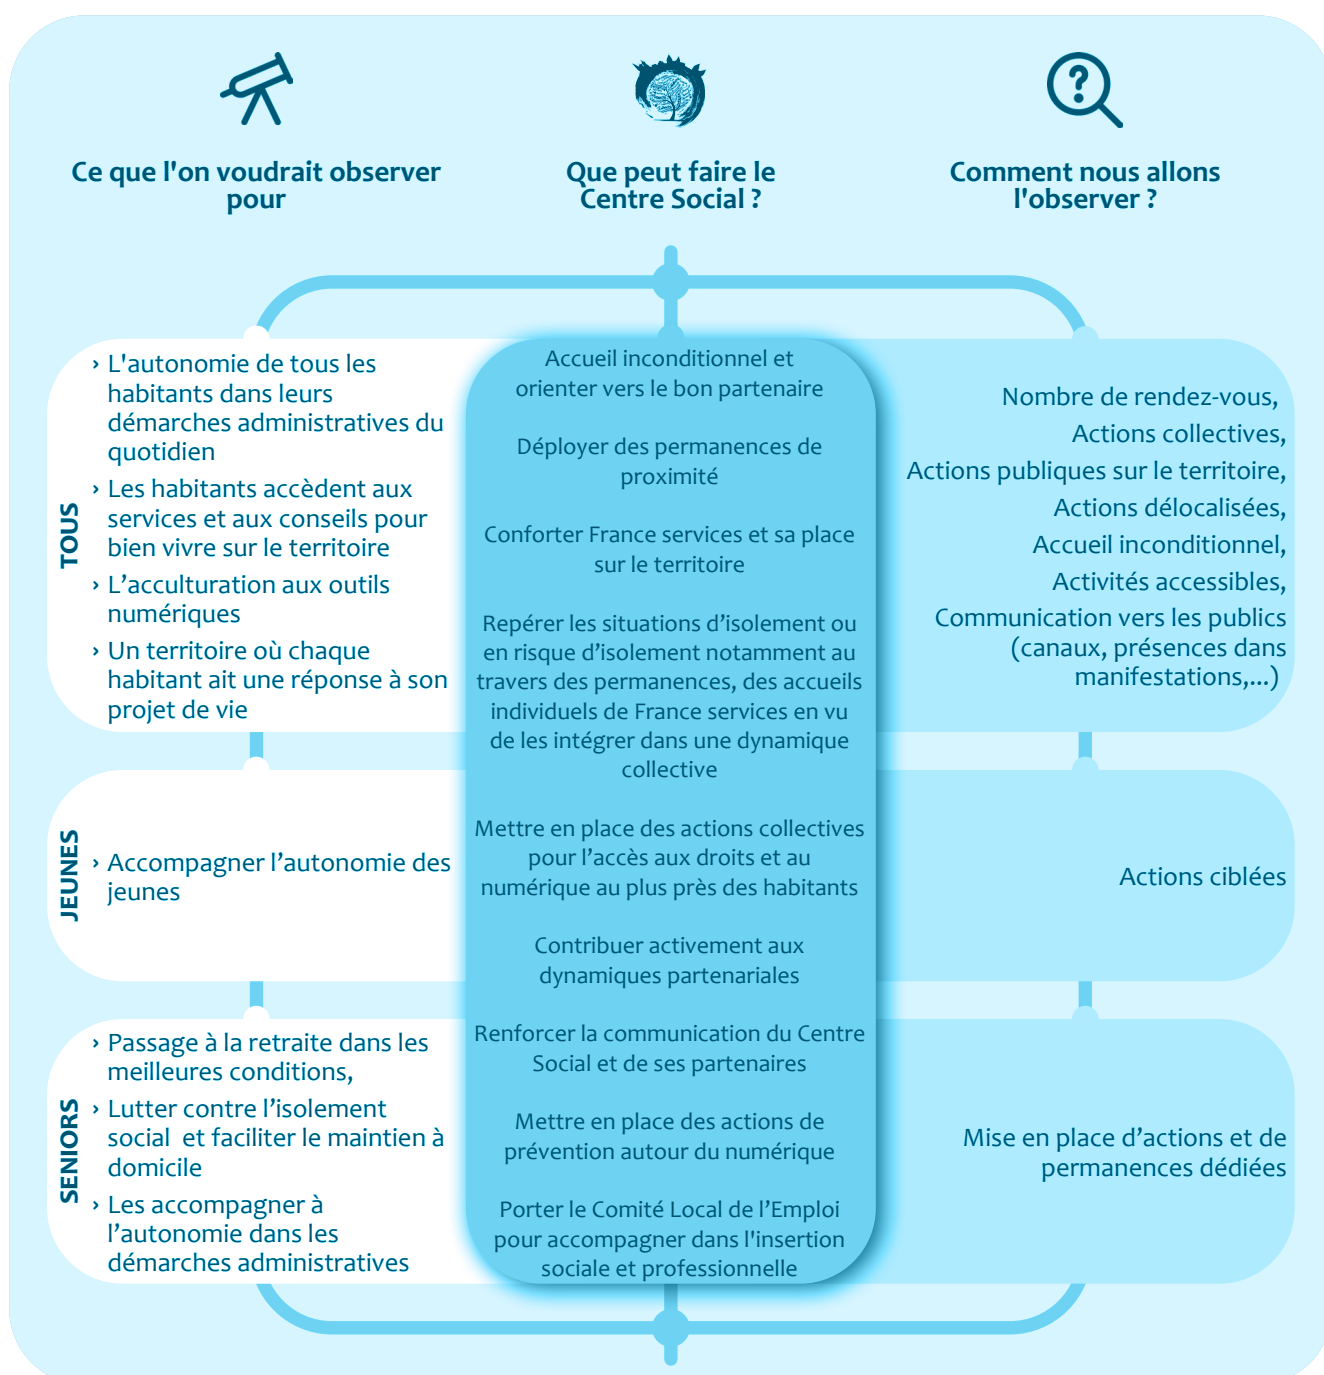 Ce que l'on voudrait observer
pour
Que peut faire le
Centre Social ?
Comment nous allons
l'observer ?
TOUS
› L'autonomie de tous les
habitants dans leurs
démarches administratives du
quotidien
› Les habitants accèdent aux
services et aux conseils pour
bien vivre sur le territoire
› L’acculturation aux outils
numériques
› Un territoire où chaque
habitant ait une réponse à son
projet de vie
JEUNES
› Accompagner l’autonomie des
jeunes
SENIORS
› Passage à la retraite dans les
meilleures conditions,
› Lutter contre l’isolement
social et faciliter le maintien à
domicile
› Les accompagner à
l’autonomie dans les
démarches administratives
Accueil inconditionnel et
orienter vers le bon partenaire
Déployer des permanences de
proximité
Conforter France services et sa place
sur le territoire
Repérer les situations d’isolement ou
en risque d’isolement notamment au
travers des permanences, des accueils
individuels de France services en vu
de les intégrer dans une dynamique
collective
Mettre en place des actions collectives
pour l’accès aux droits et au
numérique au plus près des habitants
Contribuer activement aux
dynamiques partenariales
Renforcer la communication du Centre
Social et de ses partenaires
Mettre en place des actions de
prévention autour du numérique
Porter le Comité Local de l’Emploi
pour accompagner dans l'insertion
sociale et professionnelle
Nombre de rendez-vous,
Actions collectives,
Actions publiques sur le territoire,
Actions délocalisées,
Accueil inconditionnel,
Activités accessibles,
Communication vers les publics
(canaux, présences dans
manifestations,...)
Actions ciblées
Mise en place d’actions et de
permanences dédiées